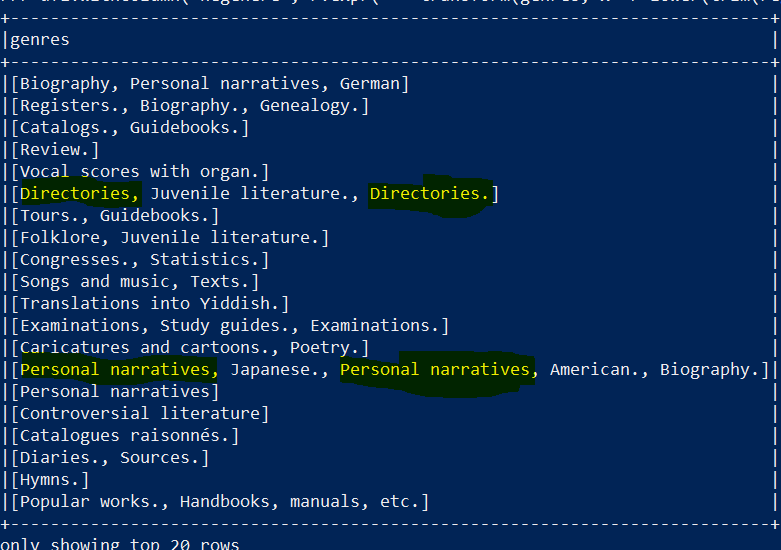 +----------------------------------------------------------------------+
|genres |
+----------------------------------------------------------------------+
|[Biography, Personal narratives, German] |
|[Registers., Biography., Genealogy.] |
|[Catalogs., Guidebooks.] |
|[Review.] |
|[Vocal scores with organ.] |
|[Directories, Juvenile literature., Directories.] |
|[Tours., Guidebooks.] |
|[Folklore, Juvenile literature.] |
|[Congresses., Statistics.] |
|[Songs and music, Texts.] |
|[Translations into Yiddish.] |
|[Examinations, Study guides., Examinations.] |
|[Caricatures and cartoons., Poetry.] |
|[Personal narratives, Japanese., Personal narratives, American., Biography.]|
|[Personal narratives] |
|[Controversial literature] |
|[Catalogues raisonnés.] |
|[Diaries., Sources.] |
|[Hymns.] |
|[Popular works., Handbooks, manuals, etc.] |
+----------------------------------------------------------------------+
only showing top 20 rows